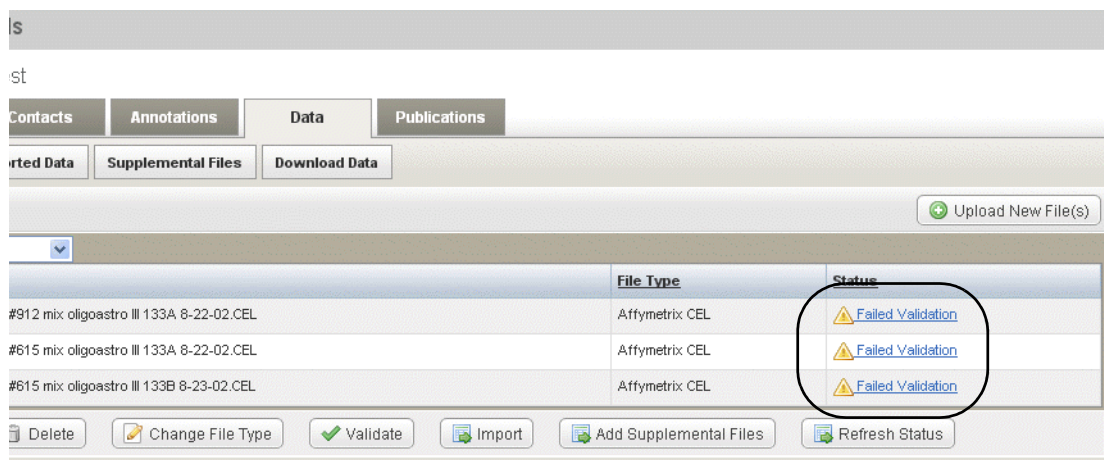 ls
est
Contacts Annotations Data Publications
orted Data Supplemental Files Download Data
Upload New File(s)
File Type Status
#912 mix oligoastro III 133A 8-22-02.CEL Affymetrix CEL Failed Validation
#615 mix oligoastro III 133A 8-22-02.CEL Affymetrix CEL Failed Validation
#615 mix oligoastro III 133B 8-23-02.CEL Affymetrix CEL Failed Validation
Delete Change File Type Validate Import Add Supplemental Files Refresh Status